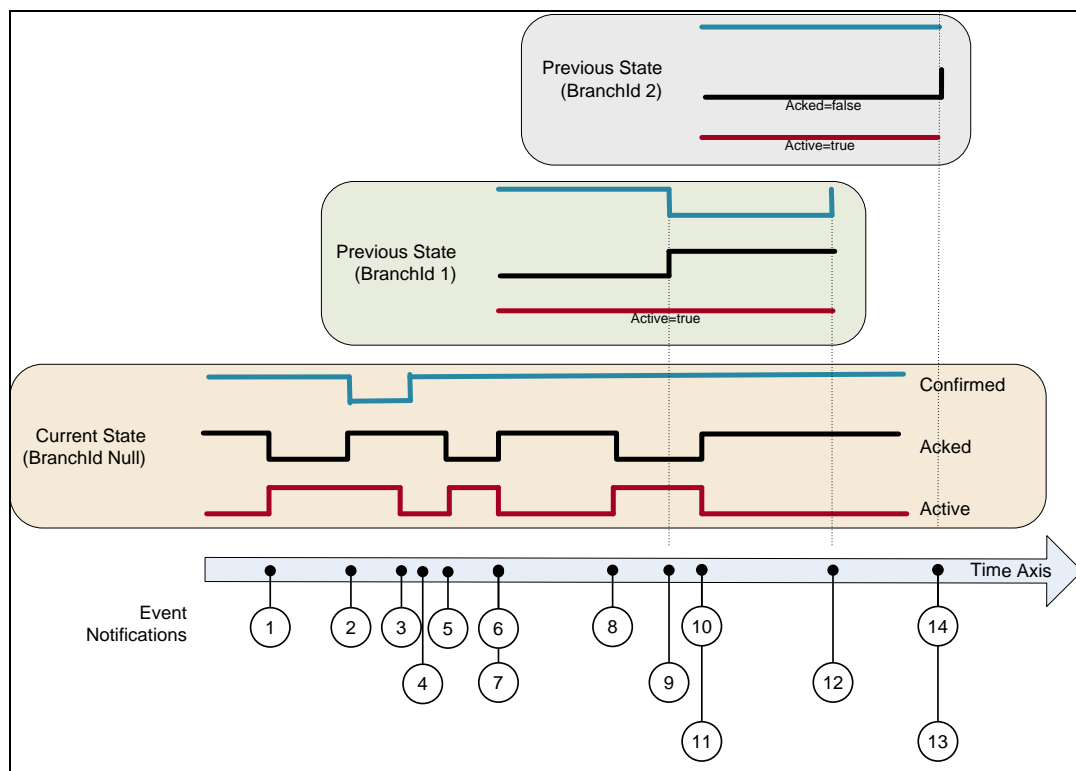 Previous State
(BranchId 2)
Acked=false
Active=true
Previous State
(BranchId 1)
Active=true
Current State
(BranchId Null)
Confirmed
Acked
Active
Time Axis
Event
Notifications
1
2
3
4
5
6
7
8
9
10
11
12
14
13